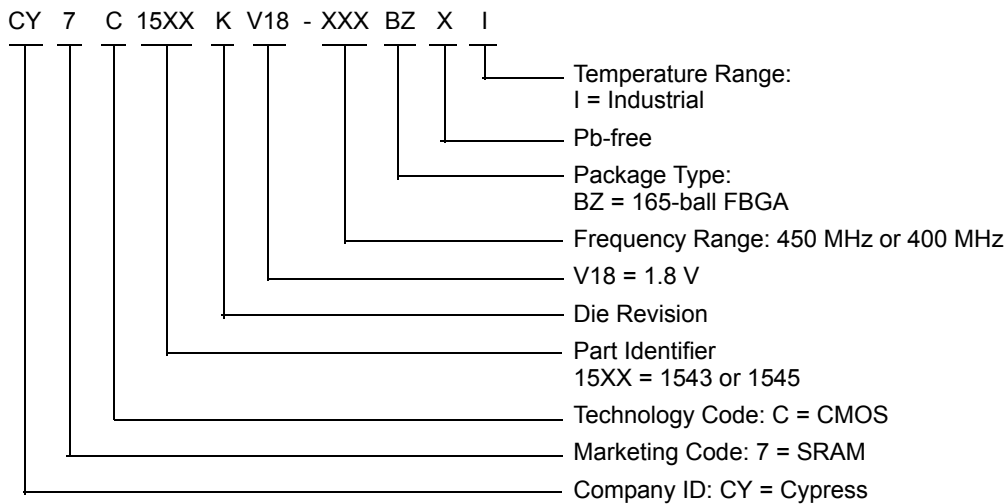 CY 7 C 15XX K V18 - XXX BZ X I
Temperature Range:
I = Industrial
Pb-free
Package Type:
BZ = 165-ball FBGA
Frequency Range: 450 MHz or 400 MHz
V18 = 1.8 V
Die Revision
Part Identifier
15XX = 1543 or 1545
Technology Code: C = CMOS
Marketing Code: 7 = SRAM
Company ID: CY = Cypress